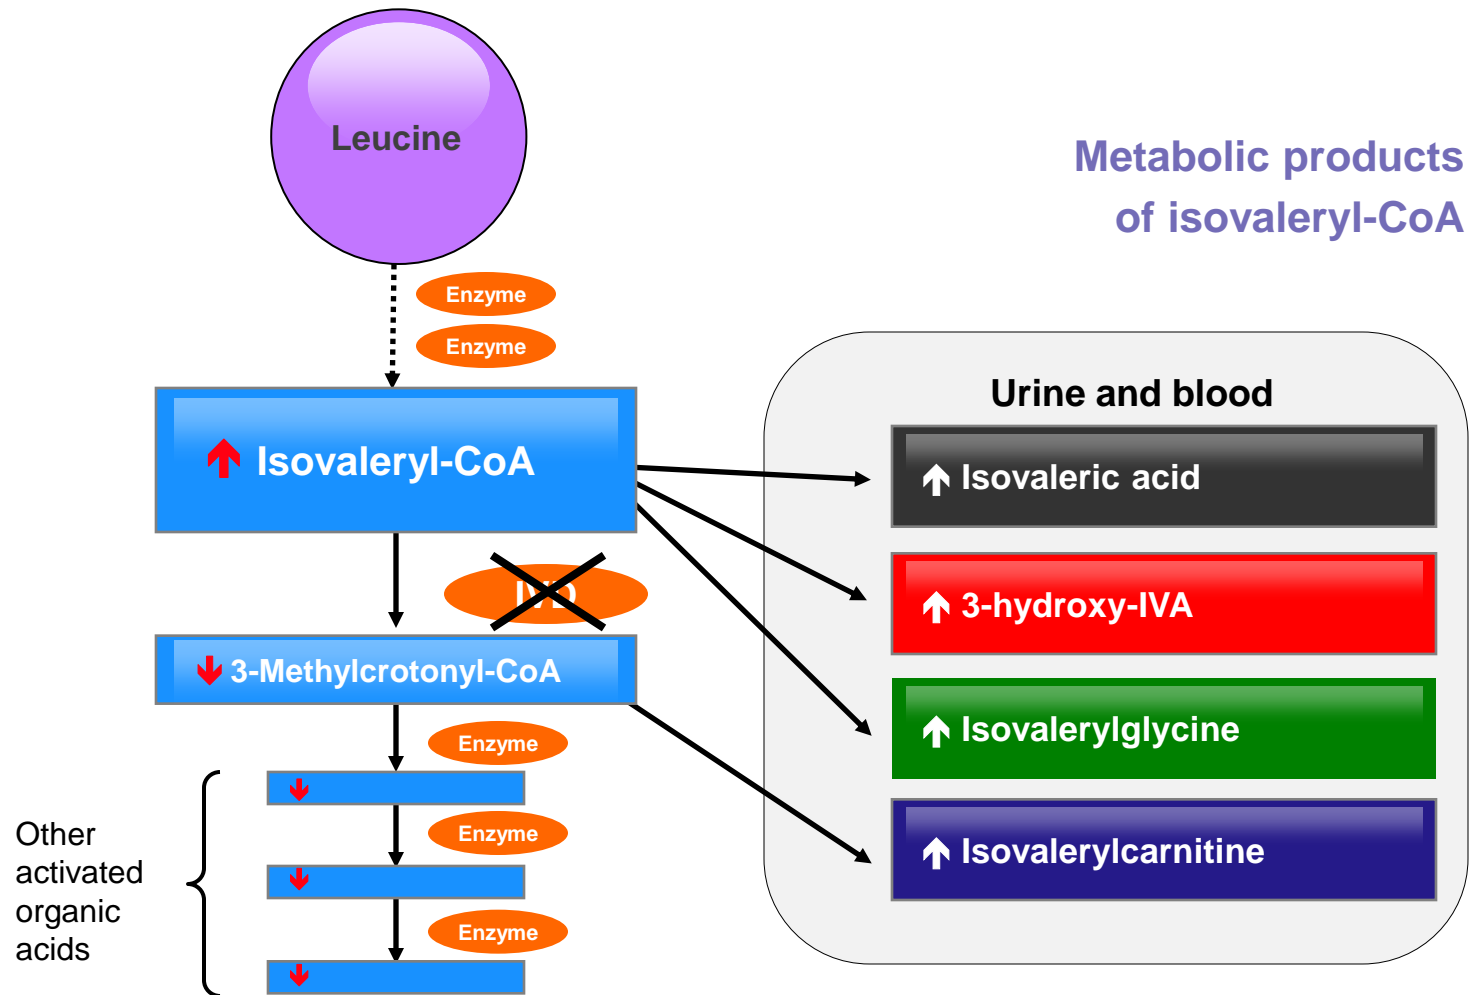 Leucine
Metabolic products
of isovaleryl-CoA
Enzyme
Enzyme
Urine and blood
Isovaleryl-CoA
Isovaleric acid
IVD
3-hydroxy-IVA
3-Methylcrotonyl-CoA
Isovalerylglycine
Enzyme
Enzyme
Isovalerylcarnitine
Other
activated
organic
acids
Enzyme